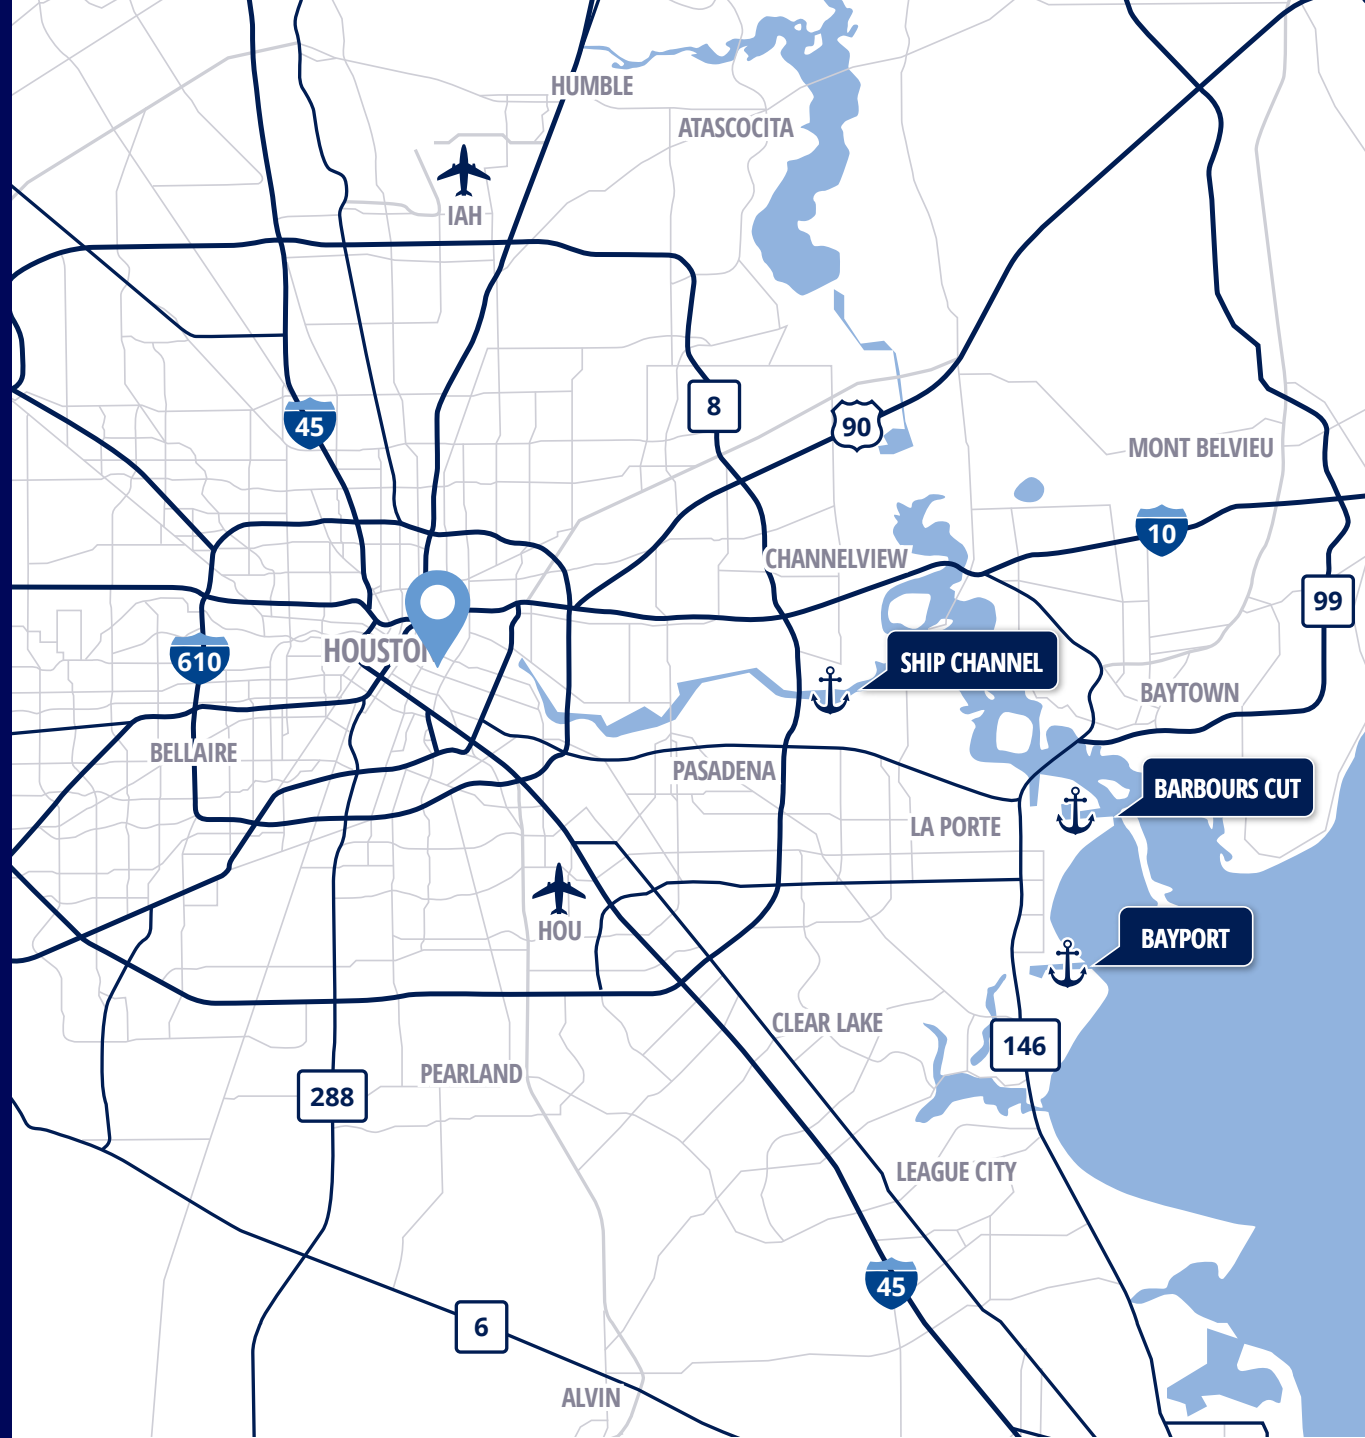 HUMBLE
ATASCOCITA
IAH
8
90
45
MONT BELVIEU
10
CHANNELVIEW
99
HOUSTO
610
SHIP CHANNEL
BAYTOWN
BELLAIRE
PASADENA
BARBOURS CUT
LA PORTE
HOU
BAYPORT
CLEAR LAKE
146
PEARLAND
288
LEAGUE CITY
45
6
ALVIN